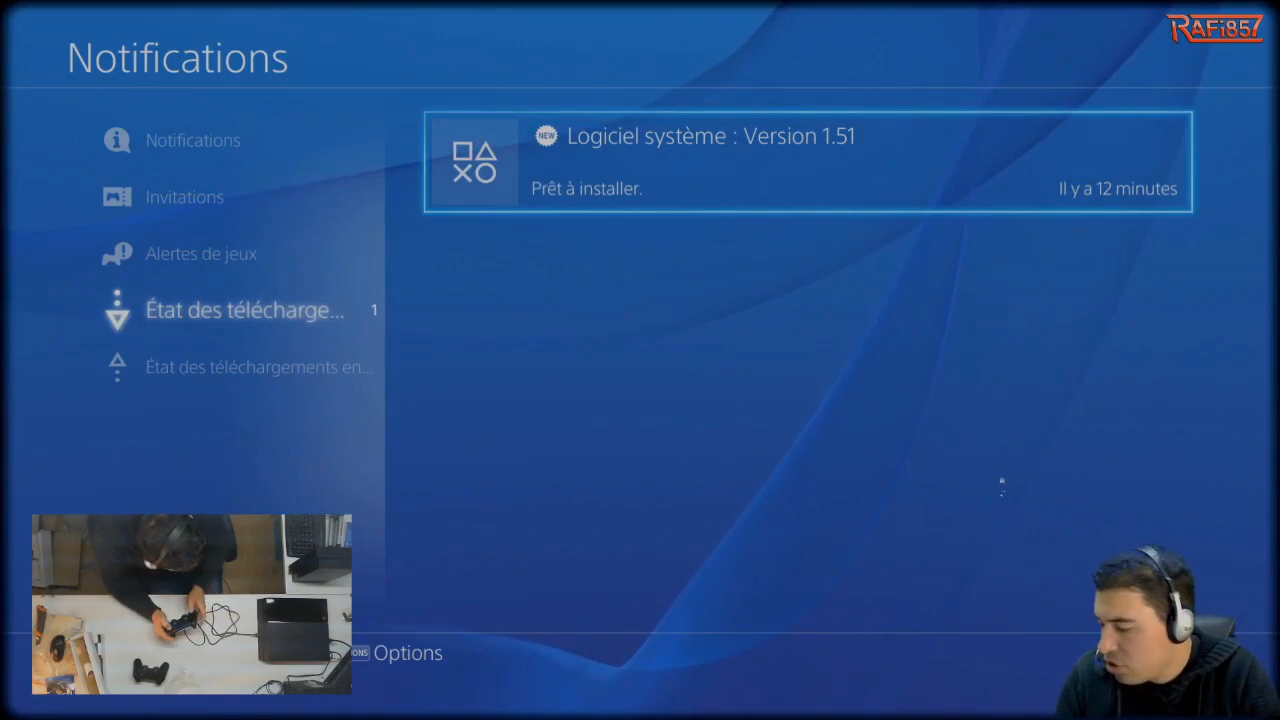 RAFi857
Notifications
Notifications
Invitations
Alertes de jeux
État des télécharge... 1
État des téléchargements en...
NEW Logiciel système : Version 1.51
Prêt à installer. Il y a 12 minutes
ONS Options